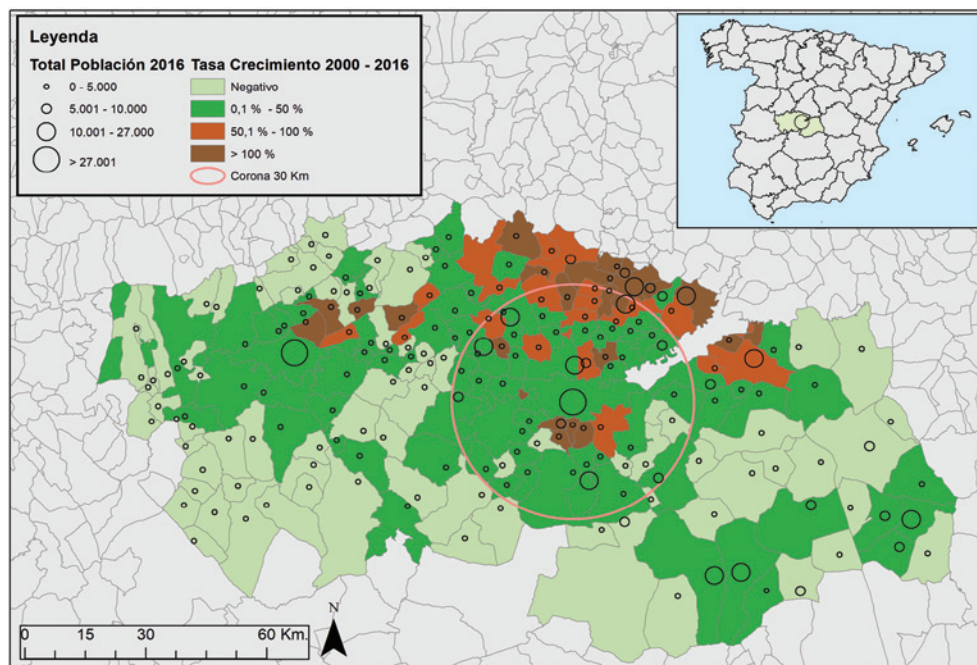 Leyenda
Total Población 2016 Tasa Crecimiento 2000 - 2016
0 - 5.000 Negativo
5.001 - 10.000 0,1 % - 50 %
10.001 - 27.000 50,1 % - 100 %
> 27.001 > 100 %
Corona 30 Km
N
0 15 30 60 Km.